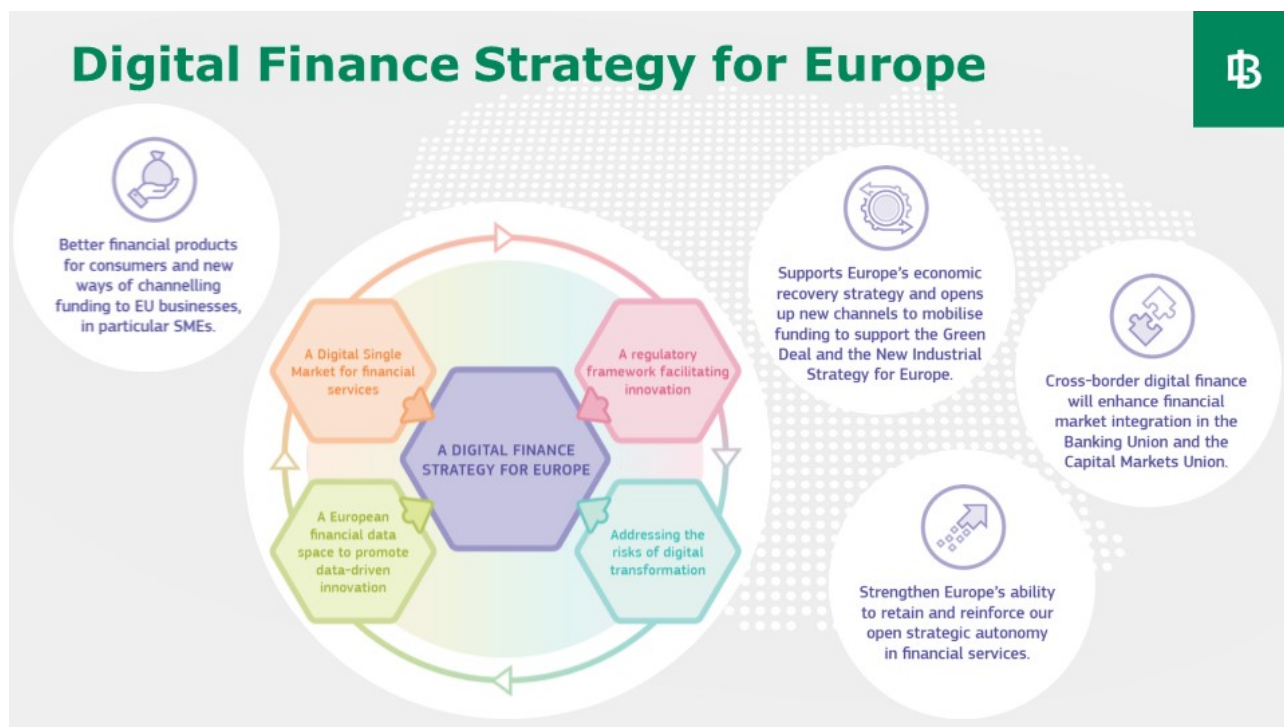 Digital Finance Strategy for Europe
Better financial products
for consumers and new
ways of channelling
funding to EU businesses,
in particular SMEs.
A Digital Single
Market for financial
services
A regulatory
framework facilitating
innovation
A DIGITAL FINANCE
STRATEGY FOR EUROPE
A European
financial data
space to promote
data-driven
innovation
Addressing the
risks of digital
transformation
Supports Europe's economic
recovery strategy and opens
up new channels to mobilise
funding to support the Green
Deal and the New Industrial
Strategy for Europe.
Cross-border digital finance
will enhance financial
market integration in the
Banking Union and the
Capital Markets Union.
Strengthen Europe's ability
to retain and reinforce our
open strategic autonomy
in financial services.